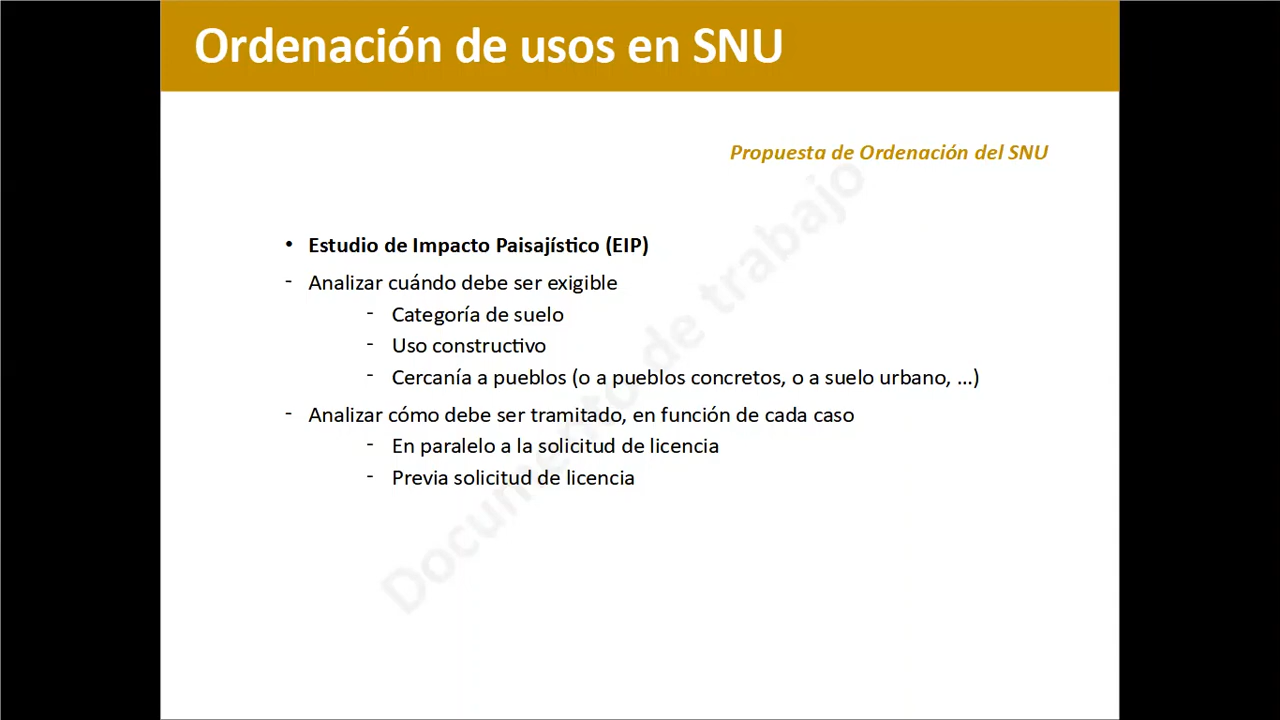 Ordenación de usos en SNU
Propuesta de Ordenación del SNU
• Estudio de Impacto Paisajístico (EIP)
- Analizar cuándo debe ser exigible
- Categoría de suelo
- Uso constructivo
- Cercanía a pueblos (o a pueblos concretos, o a suelo urbano, ...)
- Analizar cómo debe ser tramitado, en función de cada caso
- En paralelo a la solicitud de licencia
- Previa solicitud de licencia
Documento de trabajo